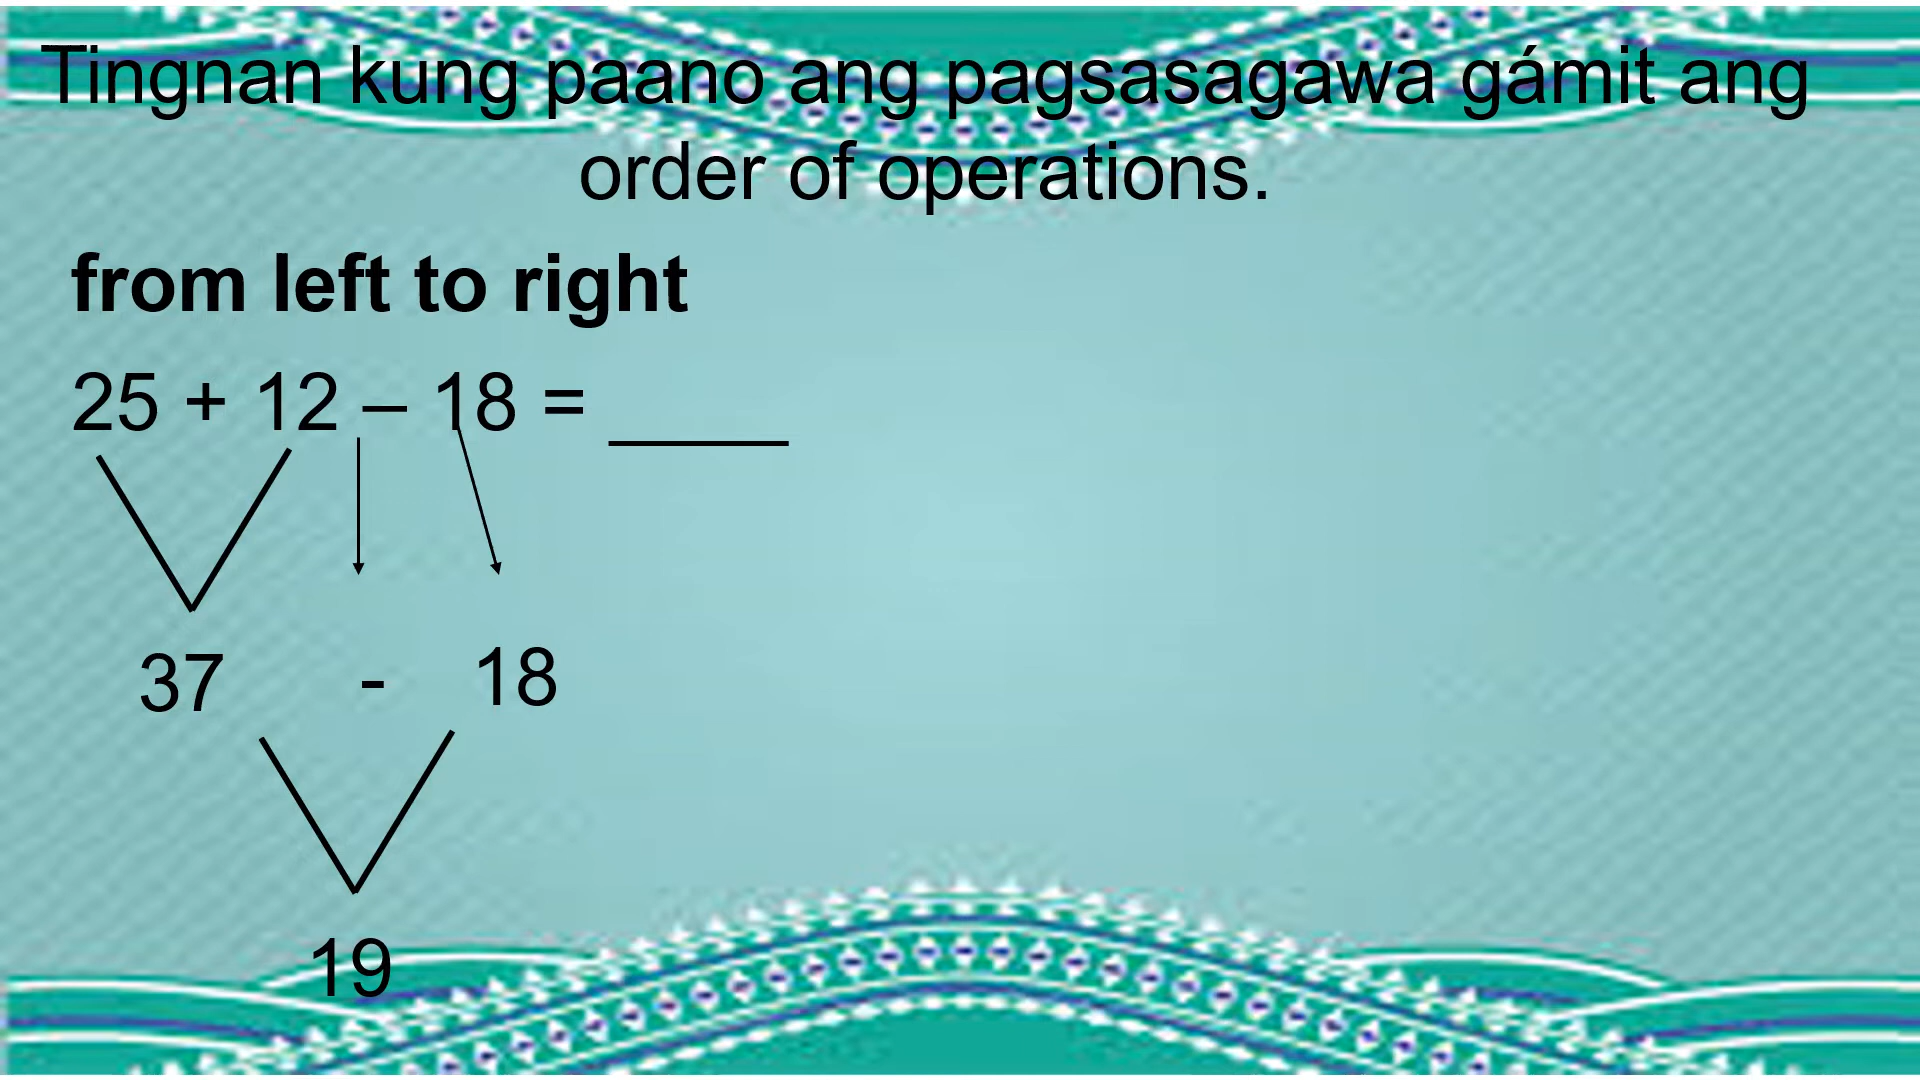 Tingnan kung paano ang pagsasagawa gámit ang
order of operations.
from left to right
25 + 12 – 18 = ____
37 - 18
19